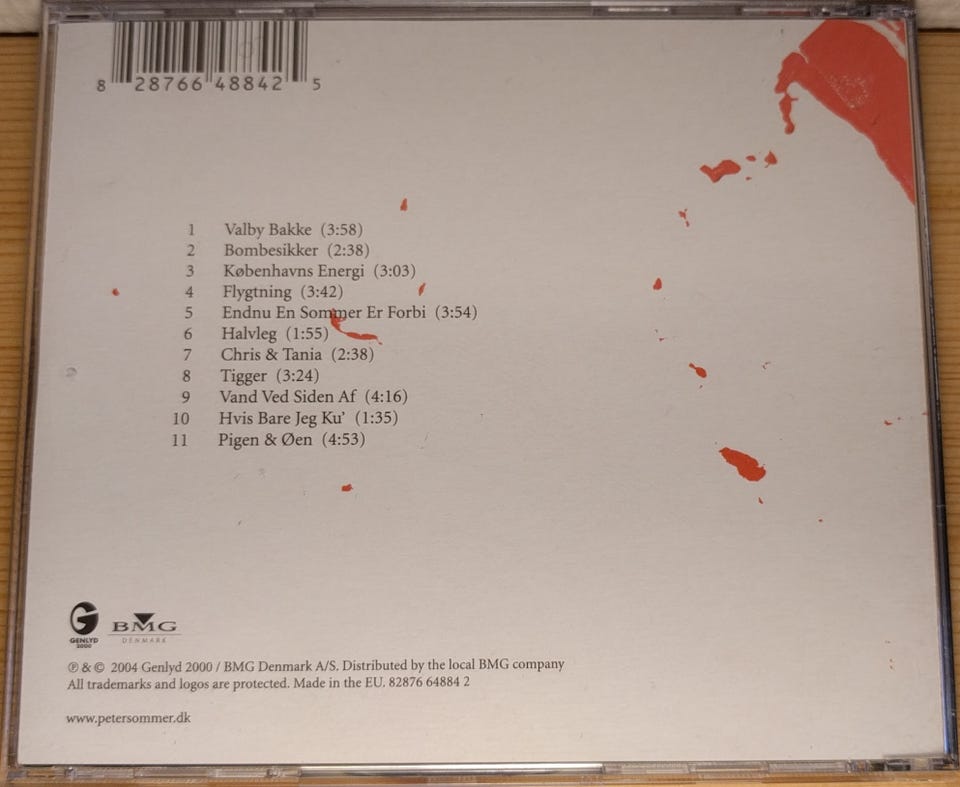 8 28766 48842 5
1 Valby Bakke (3:58)
2 Bombesikker (2:38)
3 Københavns Energi (3:03)
4 Flygtning (3:42)
5 Endnu En Sommer Er Forbi (3:54)
6 Halvleg (1:55)
7 Chris & Tania (2:38)
8 Tigger (3:24)
9 Vand Ved Siden Af (4:16)
10 Hvis Bare Jeg Ku' (1:35)
11 Pigen & Øen (4:53)
G
GENLYD
2000
BMG
DENMARK
℗ & © 2004 Genlyd 2000 / BMG Denmark A/S. Distributed by the local BMG company
All trademarks and logos are protected. Made in the EU. 82876 64884 2
www.petersommer.dk